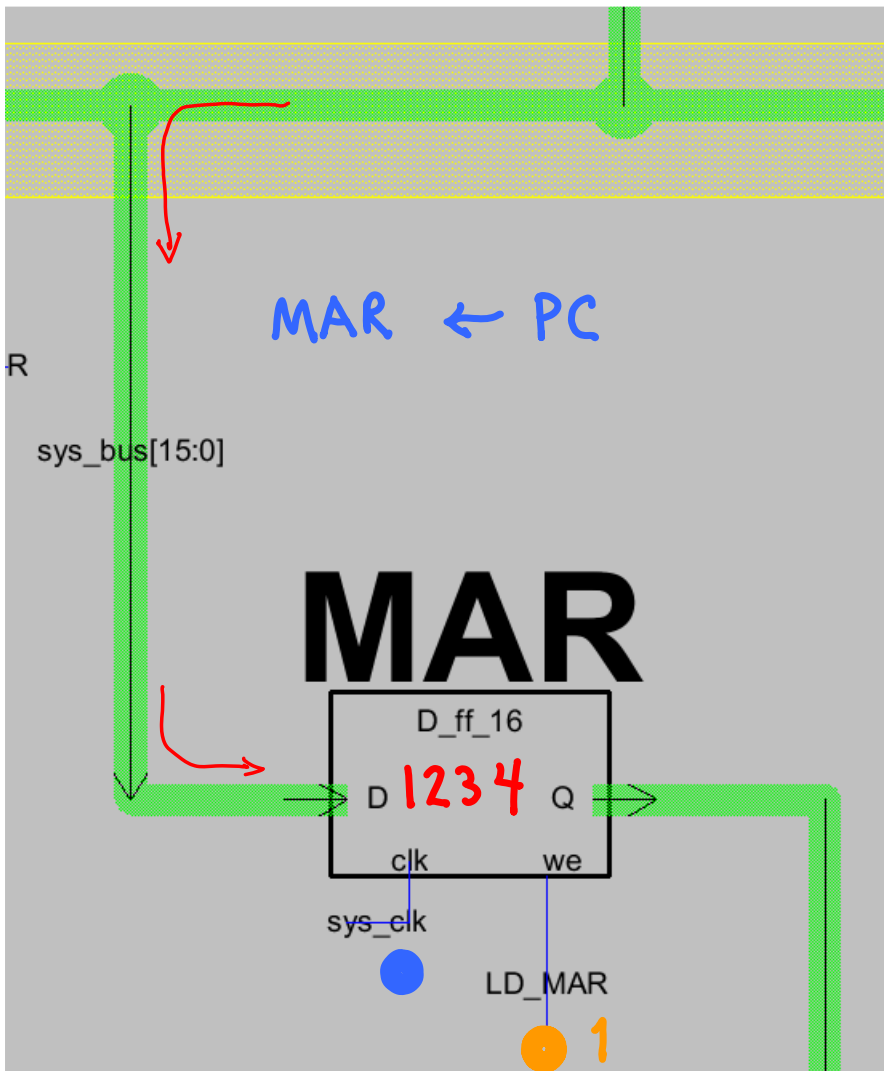 MAR ← PC
R
sys_bus[15:0]
MAR
D_ff_16
D 1234 Q
clk we
sys_clk
LD_MAR
1